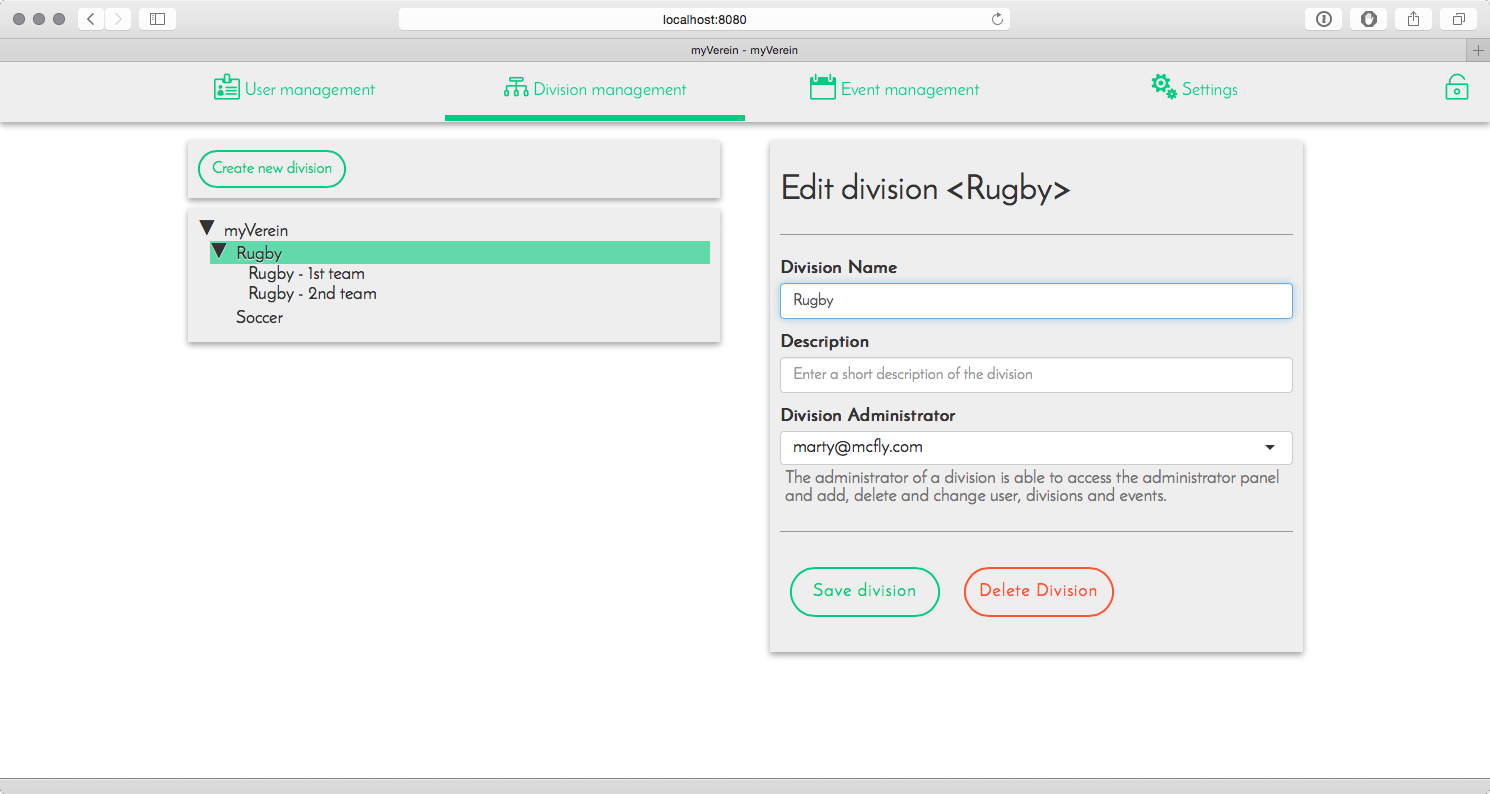 localhost:8080
myVerein - myVerein
User management
Division management
Event management
Settings
Create new division
myVerein
Rugby
Rugby - 1st team
Rugby - 2nd team
Soccer
Edit division <Rugby>
Division Name
Rugby
Description
Enter a short description of the division
Division Administrator
marty@mcfly.com
The administrator of a division is able to access the administrator panel
and add, delete and change user, divisions and events.
Save division
Delete Division